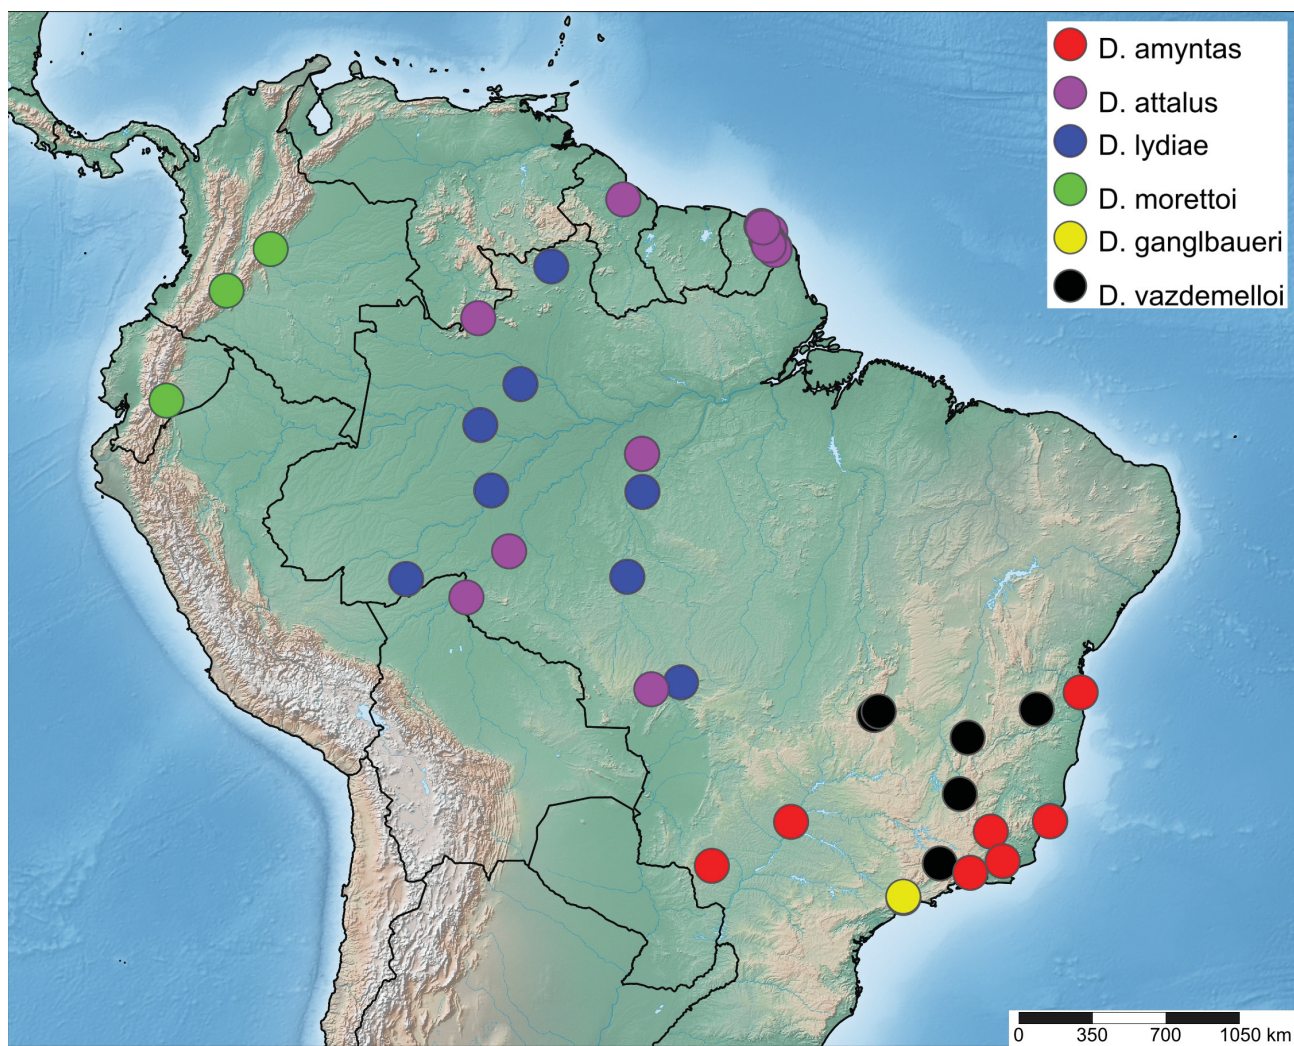 D. amyntas
D. attalus
D. lydiae
D. morettoi
D. ganglbaueri
D. vazdemelloi
0 350 700 1050 km